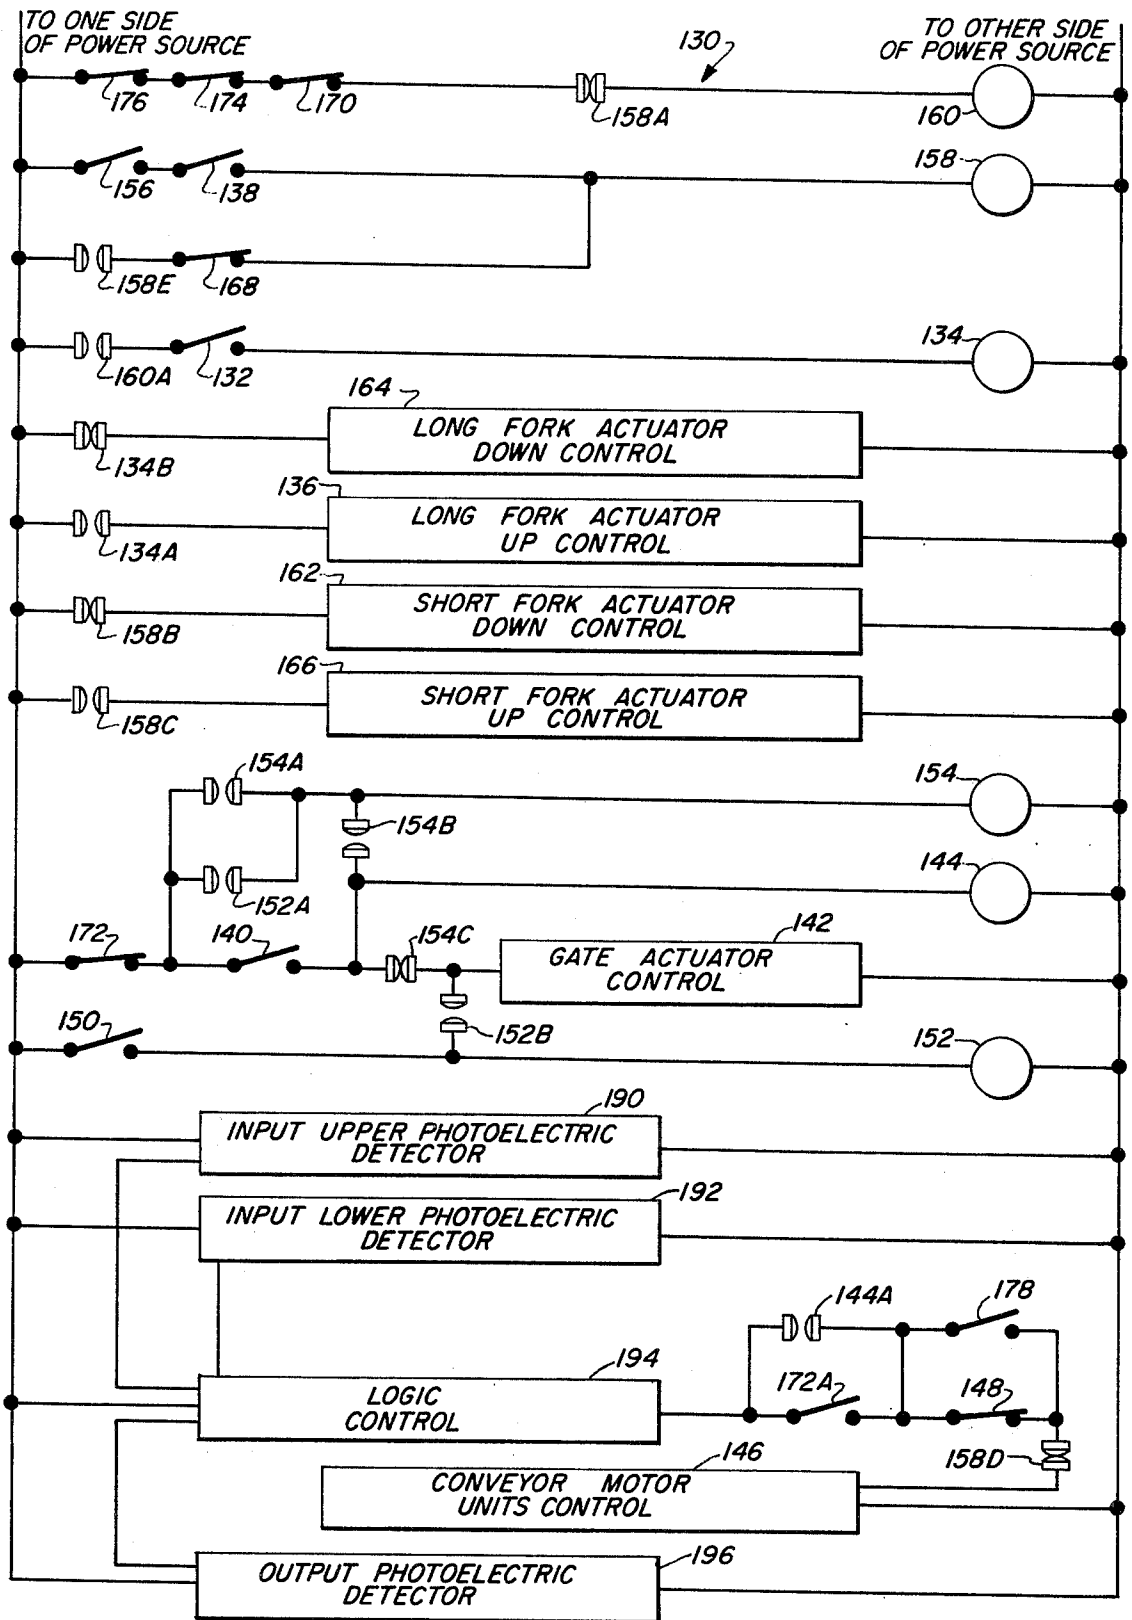 TO ONE SIDE
OF POWER SOURCE
130
TO OTHER SIDE
OF POWER SOURCE
176
174
170
158A
160
156
138
158
158E
168
160A
132
134
164
LONG FORK ACTUATOR
DOWN CONTROL
134B
136
LONG FORK ACTUATOR
UP CONTROL
134A
162
SHORT FORK ACTUATOR
DOWN CONTROL
158B
166
SHORT FORK ACTUATOR
UP CONTROL
158C
154A
154
154B
152A
144
172
140
154C
142
GATE ACTUATOR
CONTROL
150
152B
152
190
INPUT UPPER PHOTOELECTRIC
DETECTOR
192
INPUT LOWER PHOTOELECTRIC
DETECTOR
144A
178
194
LOGIC
CONTROL
172A
148
146
158D
CONVEYOR MOTOR
UNITS CONTROL
196
OUTPUT PHOTOELECTRIC
DETECTOR